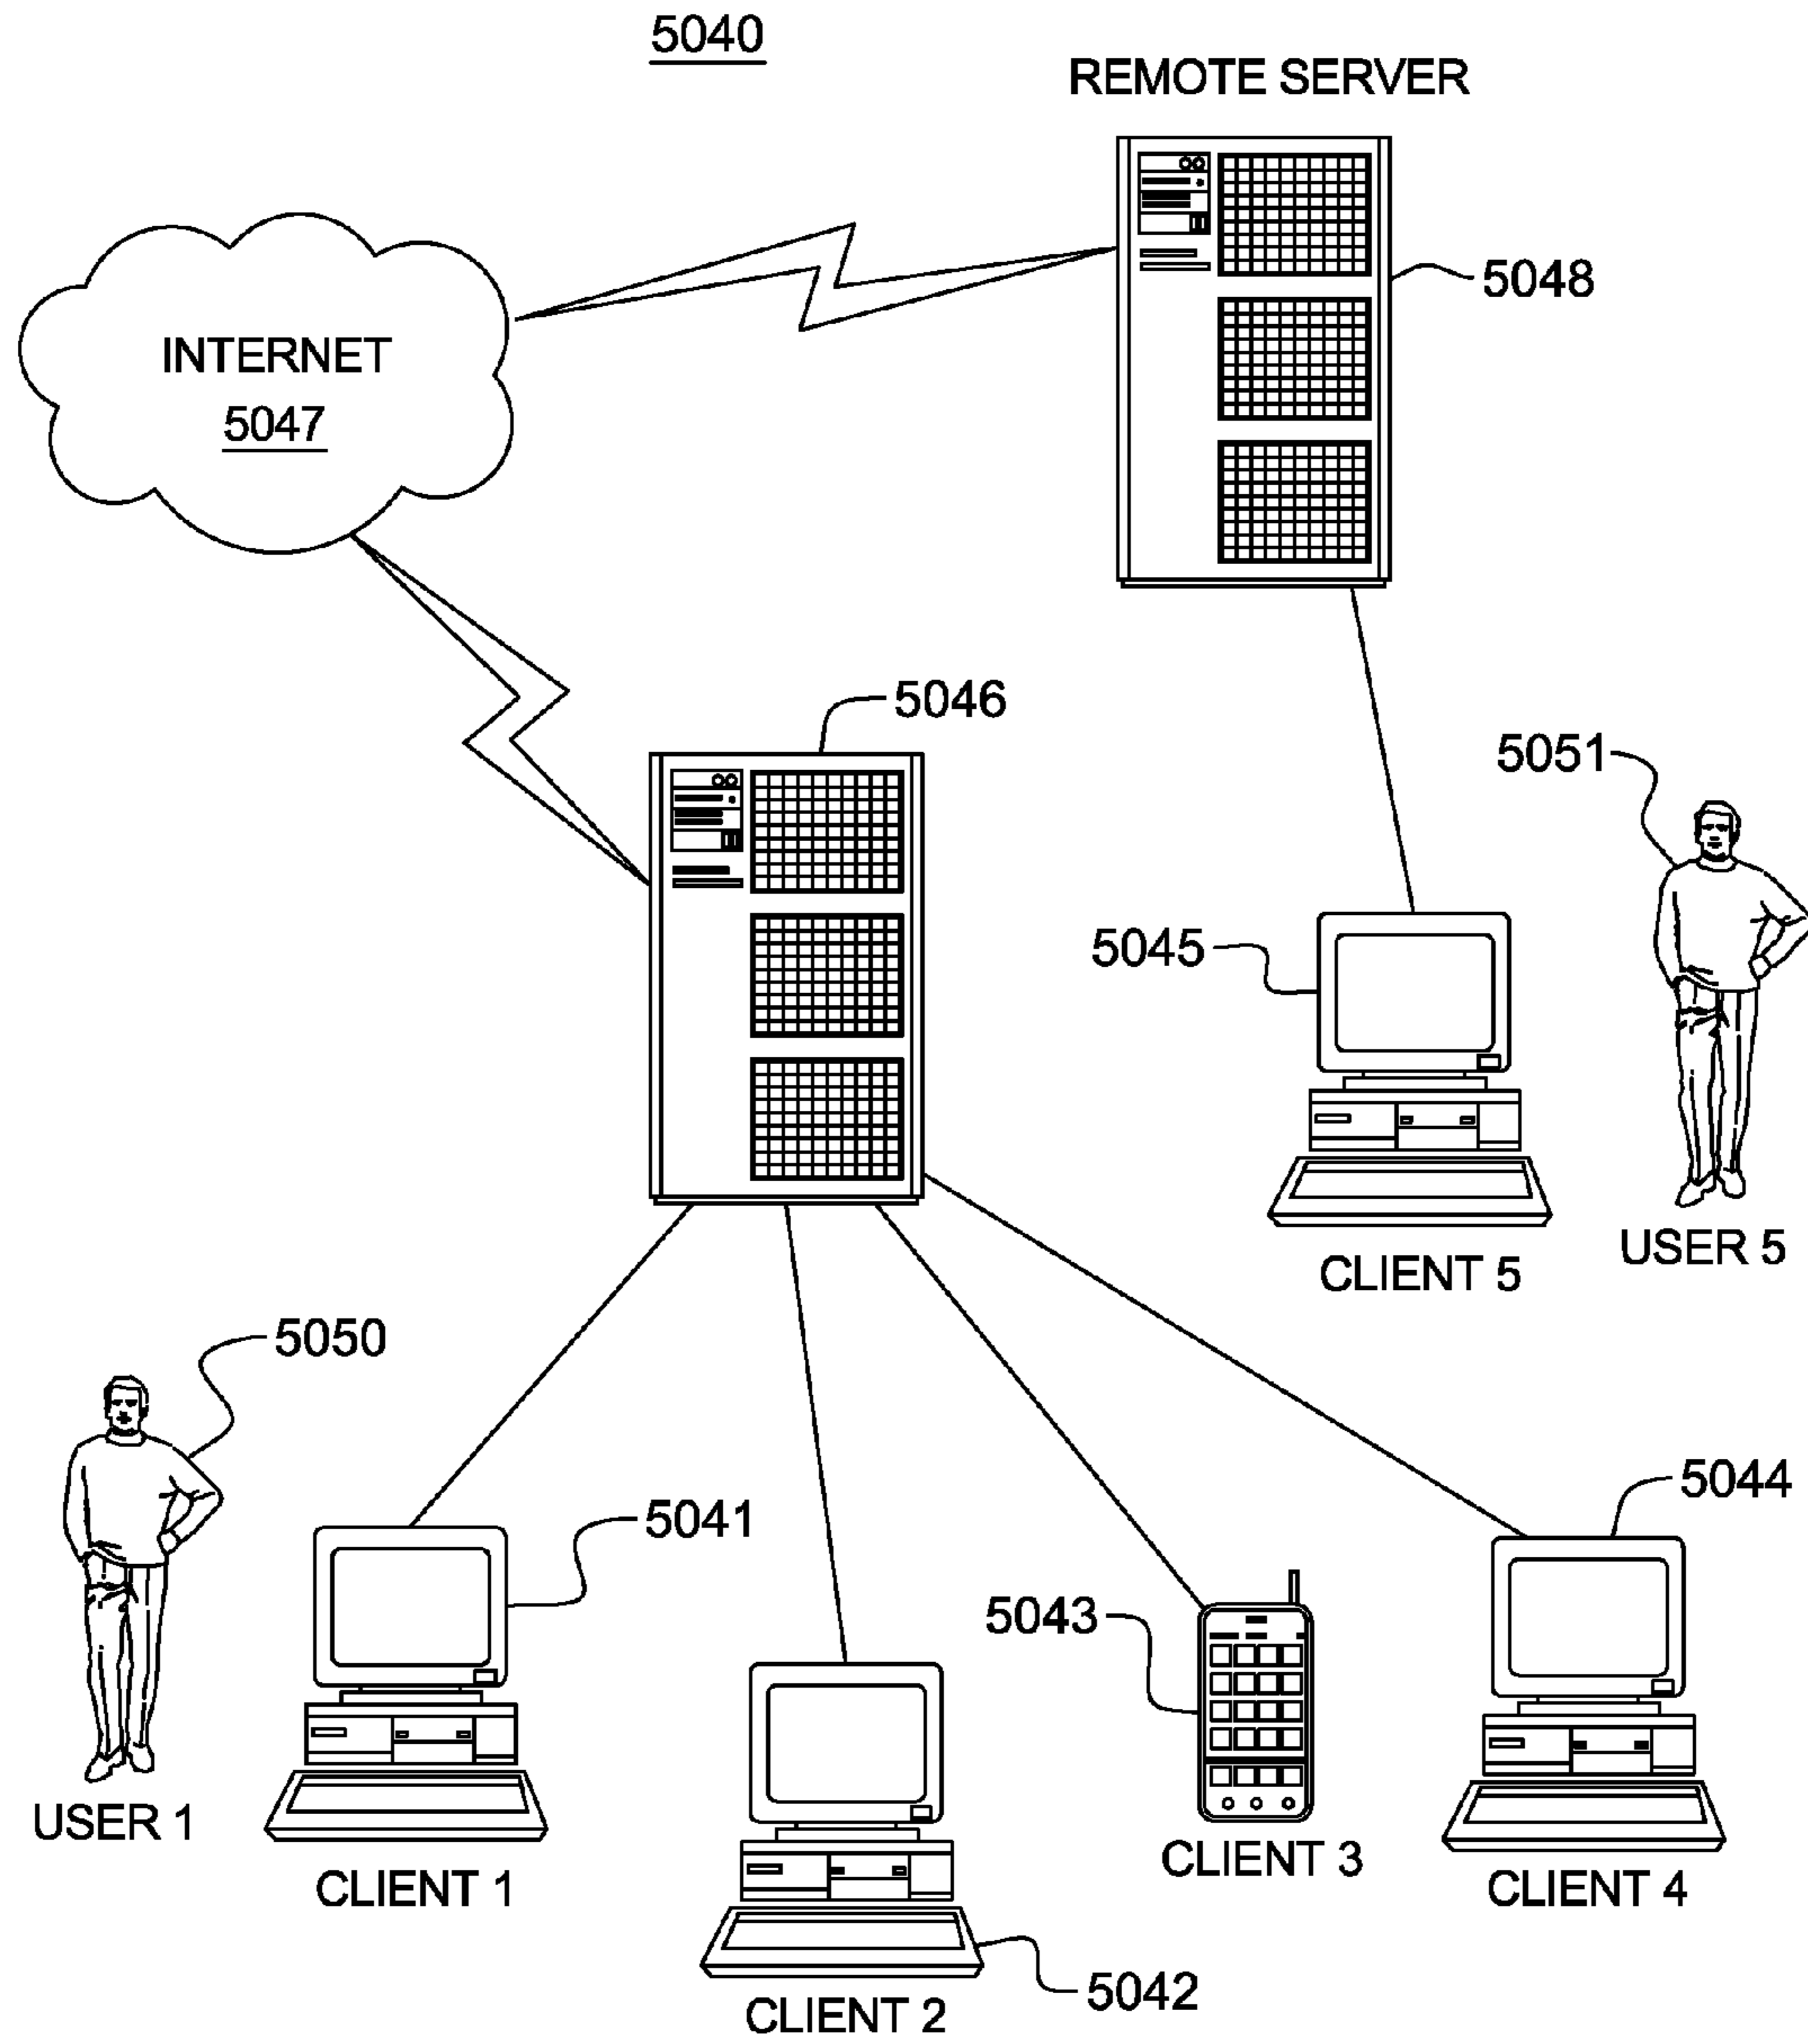 5040
REMOTE SERVER
5048
INTERNET
5047
5046
5051
5045
USER 5
CLIENT 5
5050
5044
5041
5043
USER 1
CLIENT 3
CLIENT 1
CLIENT 4
5042
CLIENT 2